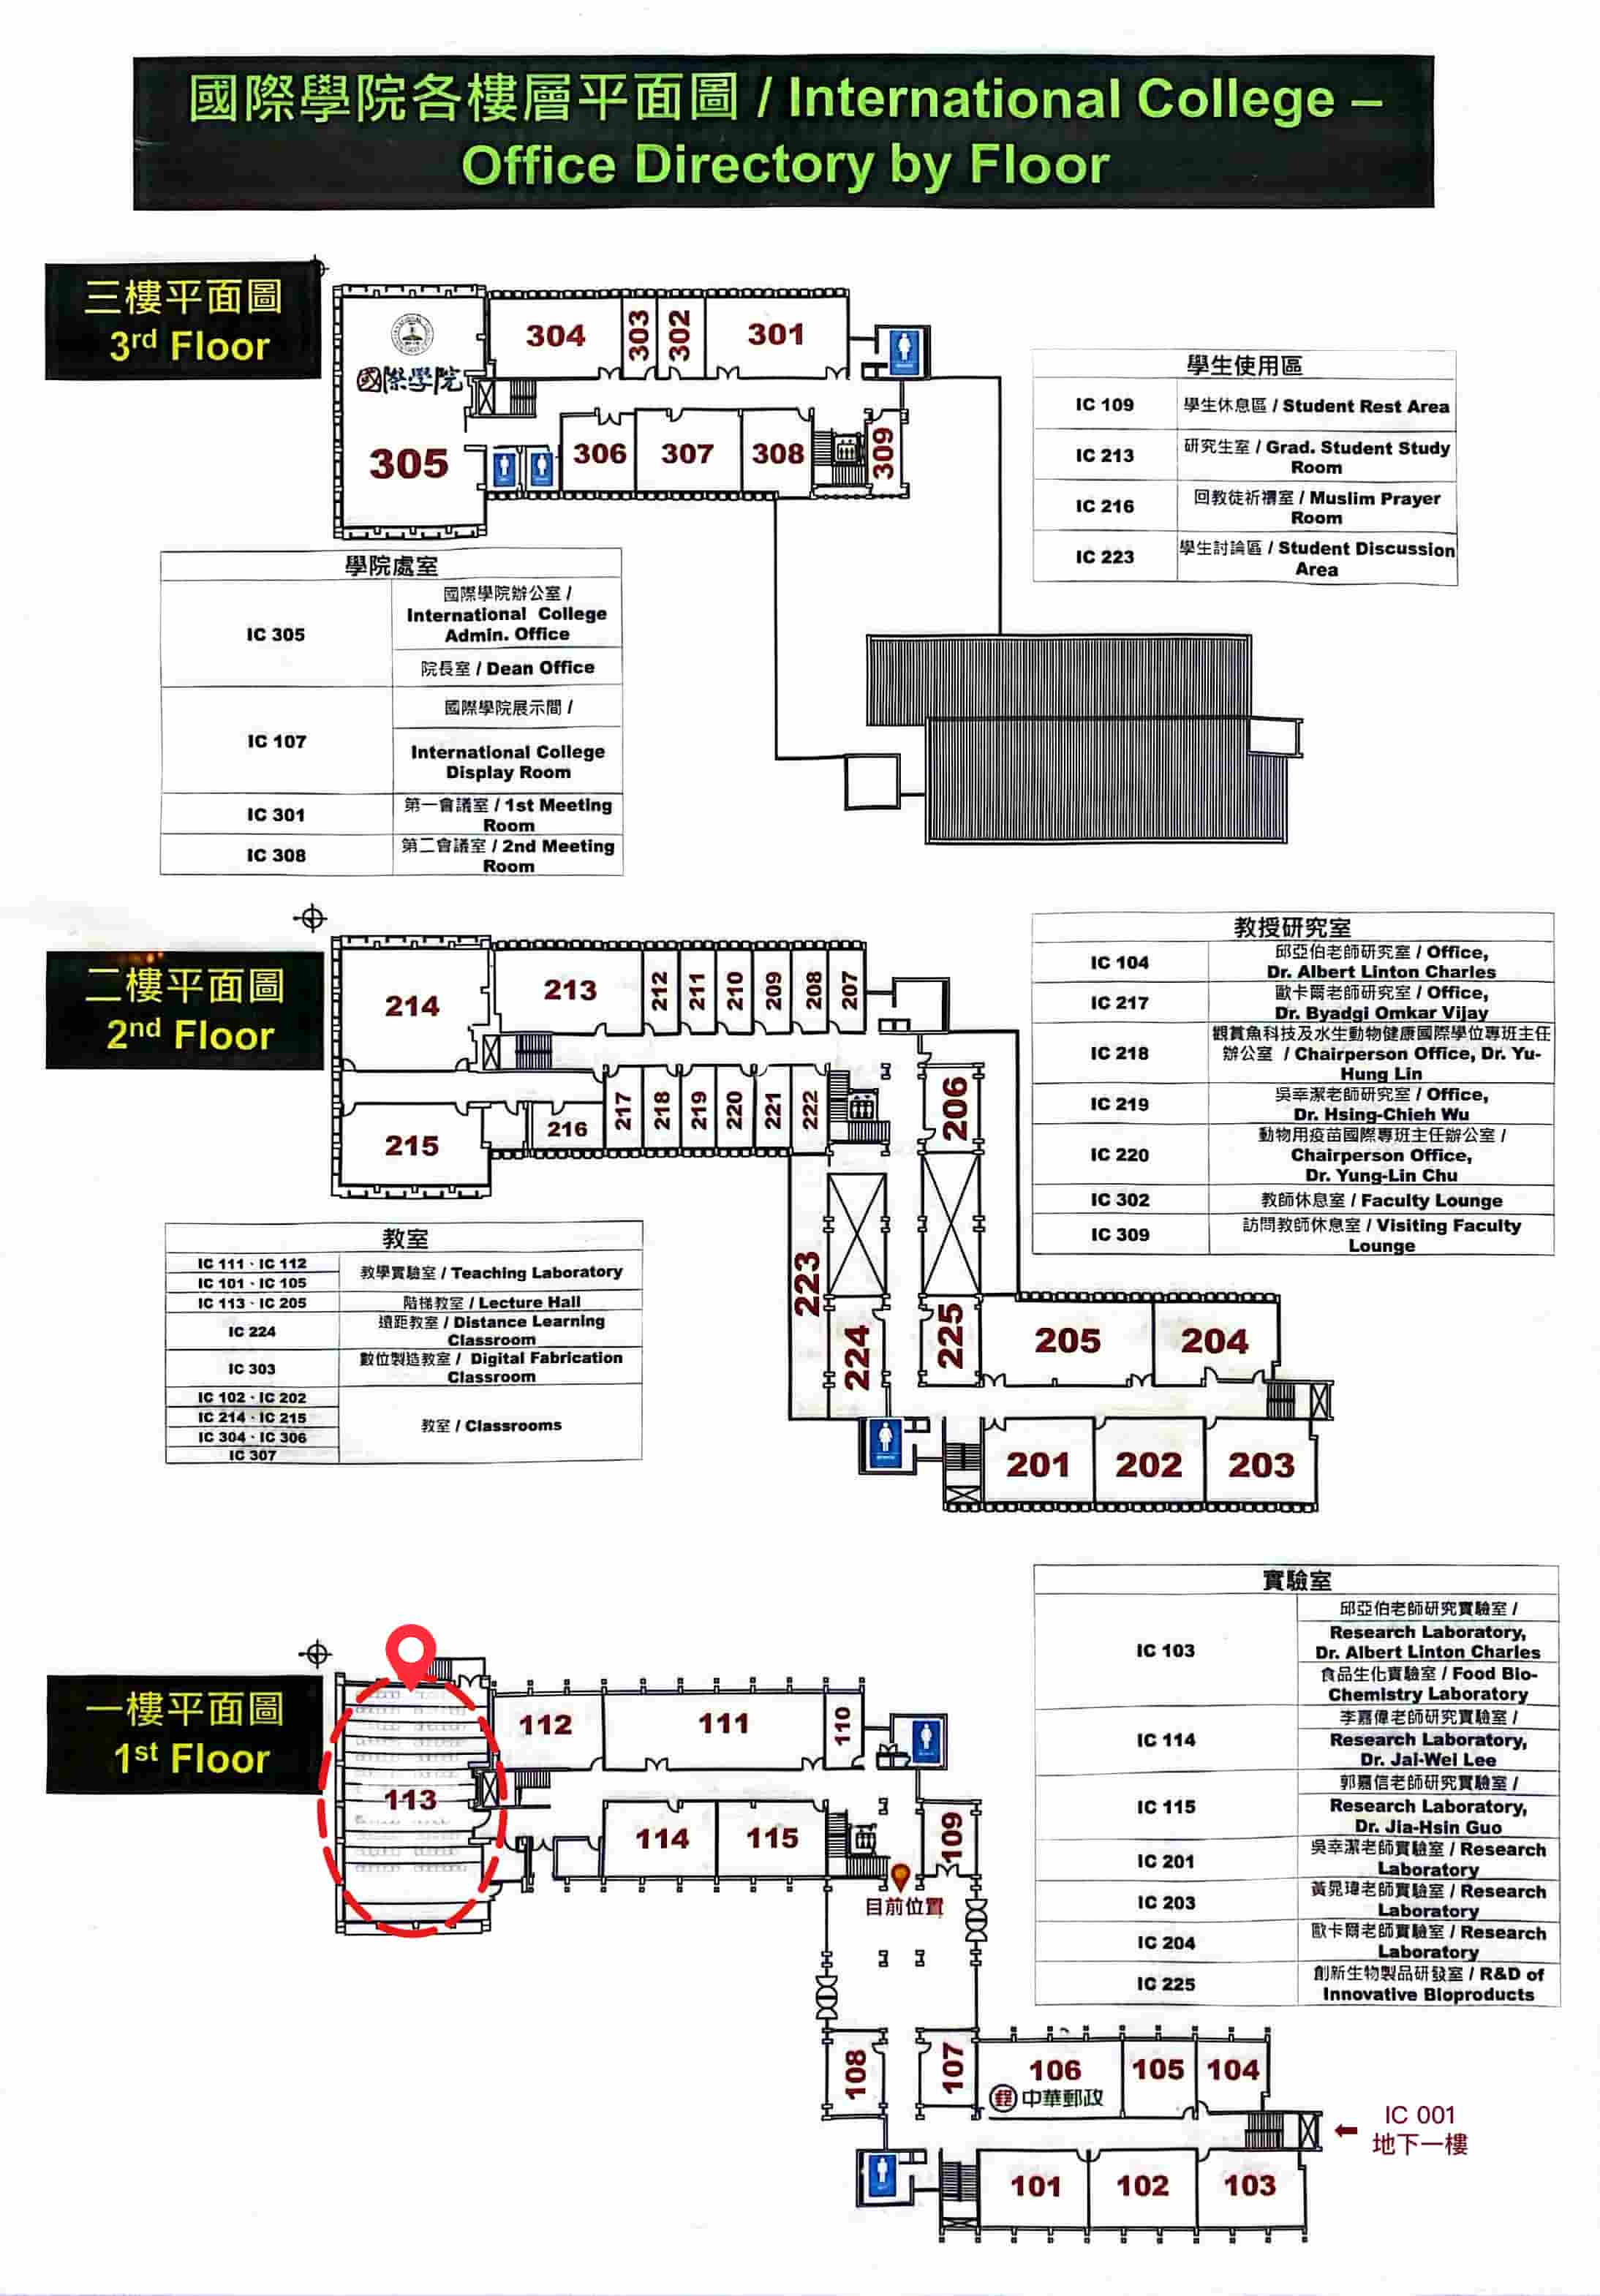 國際學院各樓層平面圖 / International College –
Office Directory by Floor
三樓平面圖
3rd Floor
304
303
302
301
國際學院
305
306
307
308
309
學生使用區
IC 109
學生休息區 / Student Rest Area
IC 213
研究生室 / Grad. Student Study
Room
IC 216
回教徒祈禱室 / Muslim Prayer
Room
IC 223
學生討論區 / Student Discussion
Area
學院處室
IC 305
國際學院辦公室 /
International College
Admin. Office
院長室 / Dean Office
IC 107
國際學院展示間 /
International College
Display Room
IC 301
第一會議室 / 1st Meeting
Room
IC 308
第二會議室 / 2nd Meeting
Room
二樓平面圖
2nd Floor
214
213
212
211
210
209
208
207
215
216
217
218
219
220
221
222
206
223
224
225
205
204
201
202
203
教授研究室
IC 104
邱亞伯老師研究室 / Office,
Dr. Albert Linton Charles
IC 217
歐卡爾老師研究室 / Office,
Dr. Byadgi Omkar Vijay
IC 218
觀賞魚科技及水生動物健康國際學位專班主任
辦公室 / Chairperson Office, Dr. Yu-
Hung Lin
IC 219
吳幸潔老師研究室 / Office,
Dr. Hsing-Chieh Wu
IC 220
動物用疫苗國際專班主任辦公室 /
Chairperson Office,
Dr. Yung-Lin Chu
IC 302
教師休息室 / Faculty Lounge
IC 309
訪問教師休息室 / Visiting Faculty
Lounge
教室
IC 111、IC 112
IC 101、IC 105
教學實驗室 / Teaching Laboratory
IC 113、IC 205
階梯教室 / Lecture Hall
IC 224
遠距教室 / Distance Learning
Classroom
IC 303
數位製造教室 / Digital Fabrication
Classroom
IC 102、IC 202
IC 214、IC 215
IC 304、IC 306
IC 307
教室 / Classrooms
一樓平面圖
1st Floor
113
112
111
110
114
115
109
目前位置
108
107
106
中華郵政
105
104
101
102
103
IC 001
地下一樓
實驗室
IC 103
邱亞伯老師研究實驗室 /
Research Laboratory,
Dr. Albert Linton Charles
食品生化實驗室 / Food Bio-
Chemistry Laboratory
IC 114
李嘉偉老師研究實驗室 /
Research Laboratory,
Dr. Jai-Wei Lee
IC 115
郭嘉信老師研究實驗室 /
Research Laboratory,
Dr. Jia-Hsin Guo
IC 201
吳幸潔老師實驗室 / Research
Laboratory
IC 203
黃晃瑋老師實驗室 / Research
Laboratory
IC 204
歐卡爾老師實驗室 / Research
Laboratory
IC 225
創新生物製品研發室 / R&D of
Innovative Bioproducts